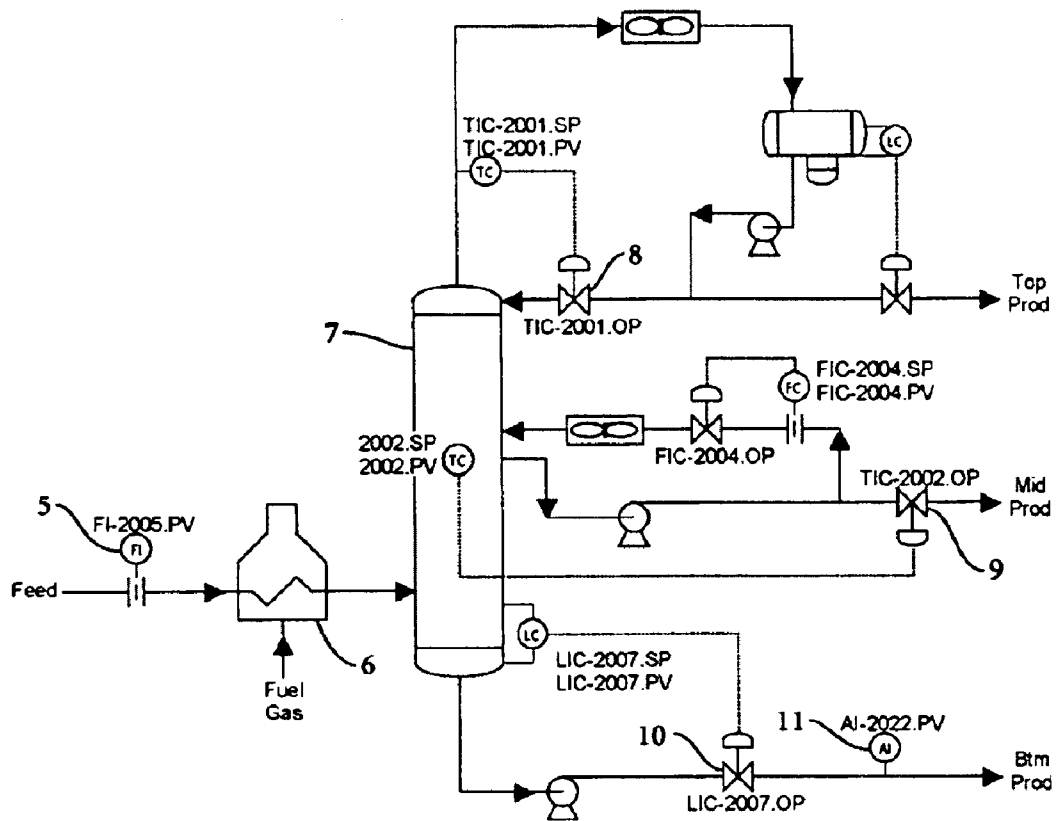 TIC-2001.SP
TIC-2001.PV
TC
LC
8
TIC-2001.OP
Top
Prod
7
FIC-2004.SP
FIC-2004.PV
FC
2002.SP
2002.PV
TC
FIC-2004.OP
TIC-2002.OP
Mid
Prod
5
FI-2005.PV
FI
9
Feed
6
Fuel
Gas
LC
LIC-2007.SP
LIC-2007.PV
10
11
AI-2022.PV
AI
LIC-2007.OP
Btm
Prod